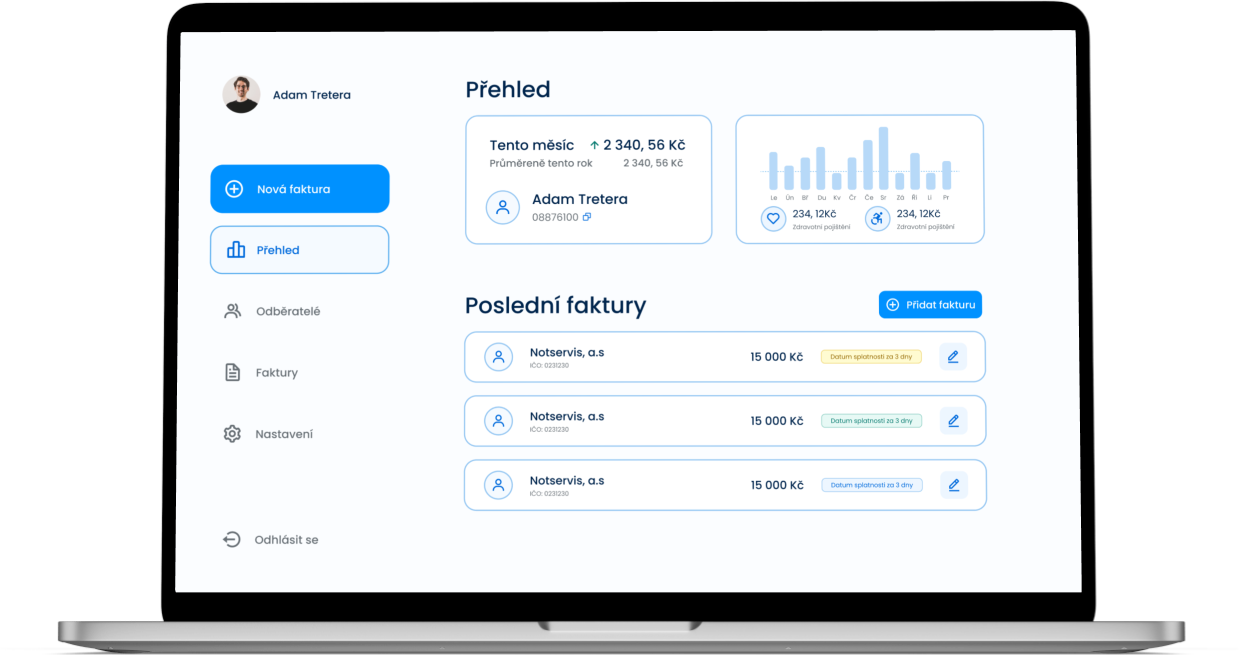 Adam Tretera
Nová faktura
Přehled
Odběratelé
Faktury
Nastavení
Odhlásit se
Přehled
Tento měsíc 2 340, 56 Kč
Průměreně tento rok 2 340, 56 Kč
Adam Tretera
08876100
Le Ún Bř Du Kv Čr Če Sr Zá Ří Li Pr
234, 12Kč
Zdravotní pojištění
234, 12Kč
Zdravotní pojištění
Poslední faktury
Přidat fakturu
Notservis, a.s
IČO: 0231230
15 000 Kč
Datum splatnosti za 3 dny
Notservis, a.s
IČO: 0231230
15 000 Kč
Datum splatnosti za 3 dny
Notservis, a.s
IČO: 0231230
15 000 Kč
Datum splatnosti za 3 dny